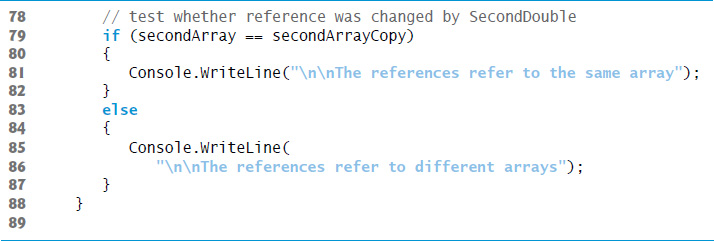 78 // test whether reference was changed by SecondDouble
79 if (secondArray == secondArrayCopy)
80 {
81 Console.WriteLine("\n\nThe references refer to the same array");
82 }
83 else
84 {
85 Console.WriteLine(
86 "\n\nThe references refer to different arrays");
87 }
88 }
89